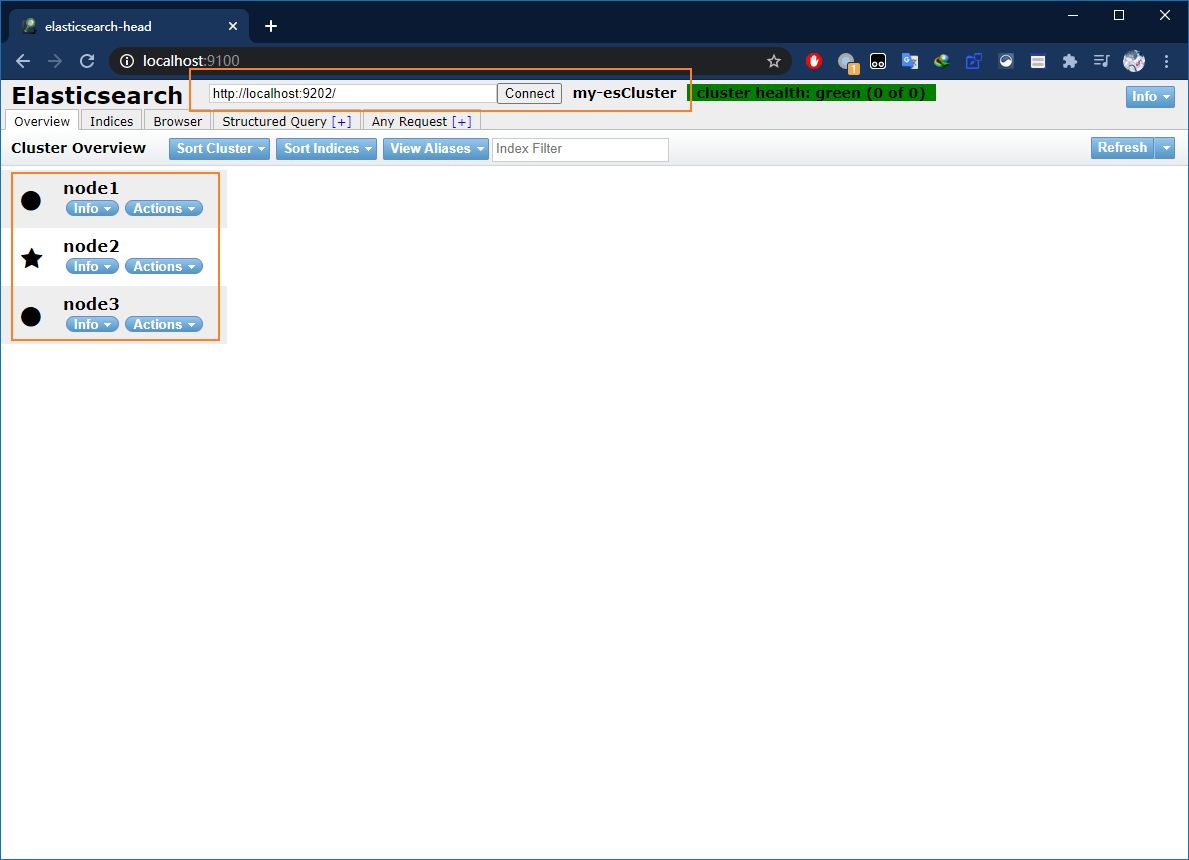 elasticsearch-head
localhost:9100
1
Elasticsearch http://localhost:9202/ Connect my-esCluster cluster health: green (0 of 0) Info
Overview Indices Browser Structured Query [+] Any Request [+]
Cluster Overview Sort Cluster Sort Indices View Aliases Index Filter Refresh
node1
Info Actions
node2
Info Actions
node3
Info Actions